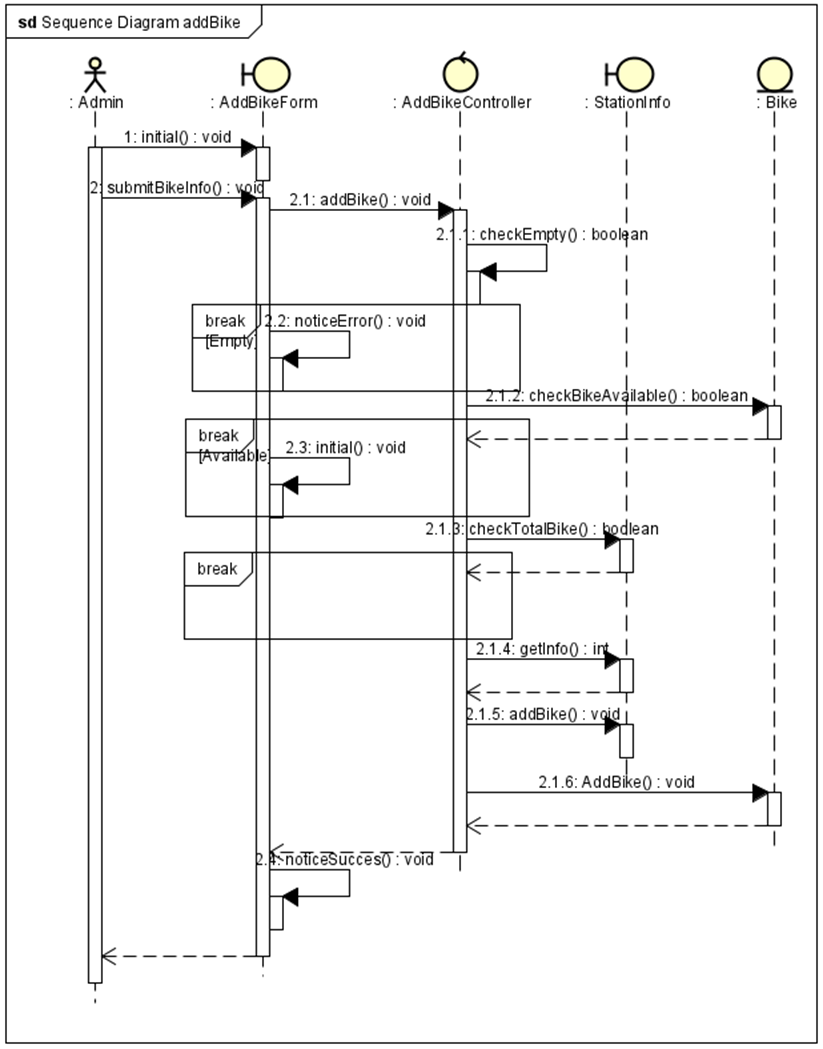 sd Sequence Diagram addBike
: Admin
: AddBikeForm
: AddBikeController
: StationInfo
: Bike
1: initial() : void
2: submitBikeInfo() : void
2.1: addBike() : void
2.1.1: checkEmpty() : boolean
break
2.2: noticeError() : void
[Empty]
2.1.2: checkBikeAvailable() : boolean
break
2.3: initial() : void
[Available]
2.1.3: checkTotalBike() : boolean
break
2.1.4: getInfo() : int
2.1.5: addBike() : void
2.1.6: AddBike() : void
2.4: noticeSucces() : void